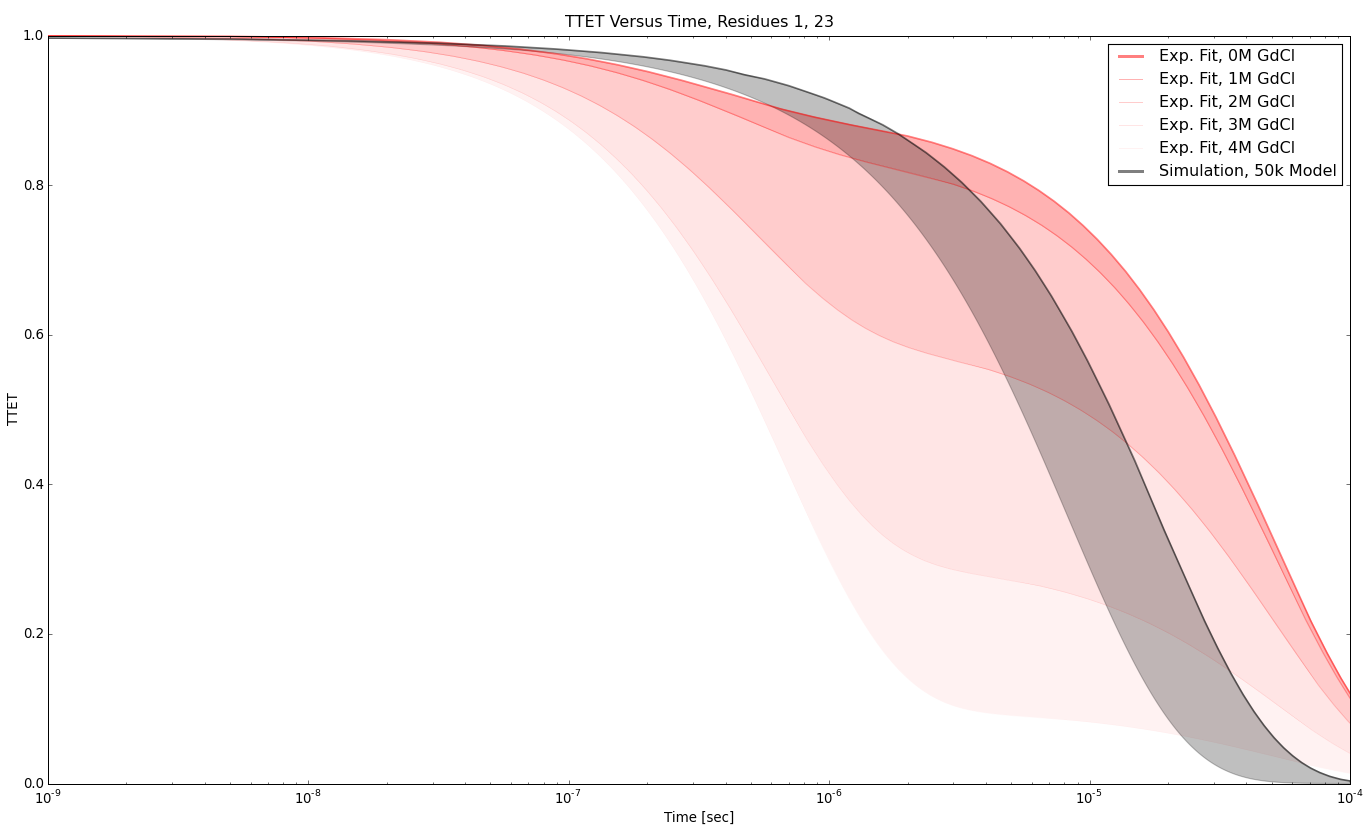 TTET Versus Time, Residues 1, 23
Exp. Fit, 0M GdCl
Exp. Fit, 1M GdCl
Exp. Fit, 2M GdCl
Exp. Fit, 3M GdCl
Exp. Fit, 4M GdCl
Simulation, 50k Model
1.0
0.8
0.6
0.4
0.2
0.0
TTET
10⁻⁹ 10⁻⁸ 10⁻⁷ 10⁻⁶ 10⁻⁵ 10⁻⁴
Time [sec]